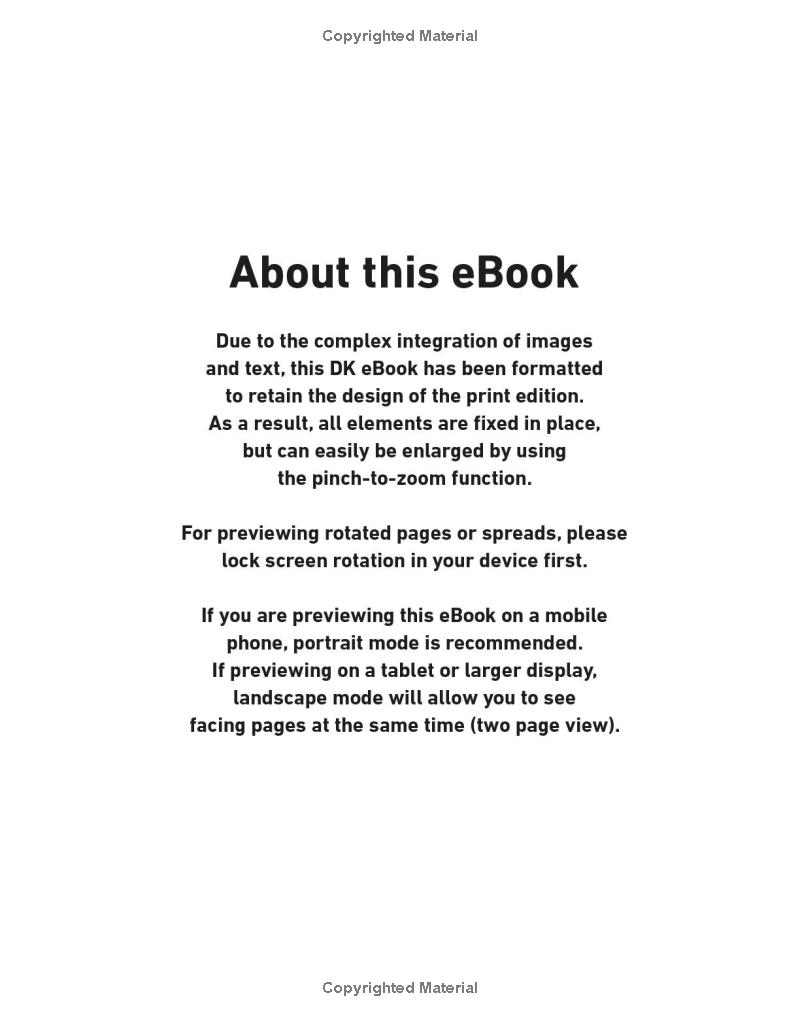 Copyrighted Material
About this eBook
Due to the complex integration of images
and text, this DK eBook has been formatted
to retain the design of the print edition.
As a result, all elements are fixed in place,
but can easily be enlarged by using
the pinch-to-zoom function.
For previewing rotated pages or spreads, please
lock screen rotation in your device first.
If you are previewing this eBook on a mobile
phone, portrait mode is recommended.
If previewing on a tablet or larger display,
landscape mode will allow you to see
facing pages at the same time (two page view).
Copyrighted Material